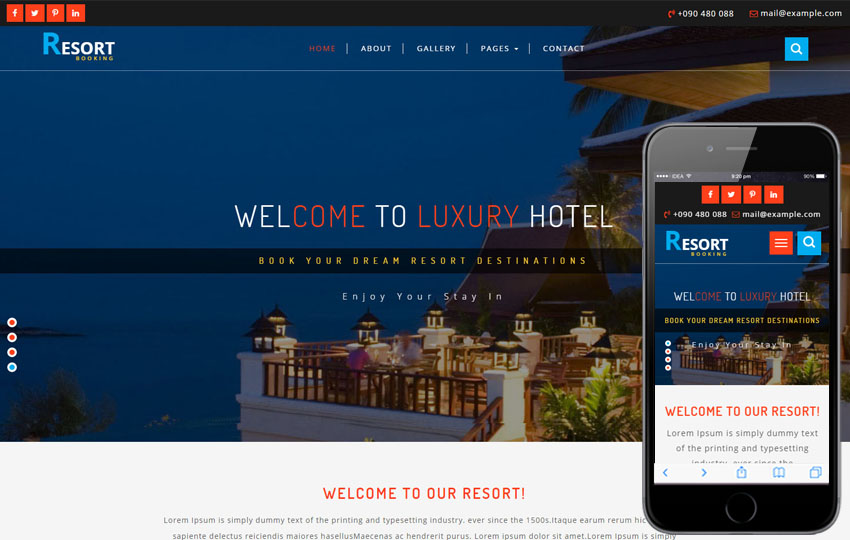 +090 480 088 mail@example.com
RESORT
BOOKING
HOME ABOUT GALLERY PAGES CONTACT
WELCOME TO LUXURY HOTEL
BOOK YOUR DREAM RESORT DESTINATIONS
Enjoy Your Stay In
WELCOME TO OUR RESORT!
Lorem Ipsum is simply dummy text of the printing and typesetting industry. ever since the 1500s.Itaque earum rerum hic
sapiente delectus reiciendis maiores hasellusMaecenas ac hendrerit purus. Lorem ipsum dolor sit amet.Lorem Ipsum is simply
IDEA 9:20 pm 90%
+090 480 088 mail@example.com
RESORT
BOOKING
WELCOME TO LUXURY HOTEL
BOOK YOUR DREAM RESORT DESTINATIONS
Enjoy Your Stay In
WELCOME TO OUR RESORT!
Lorem Ipsum is simply dummy text
of the printing and typesetting
industry. ever since the